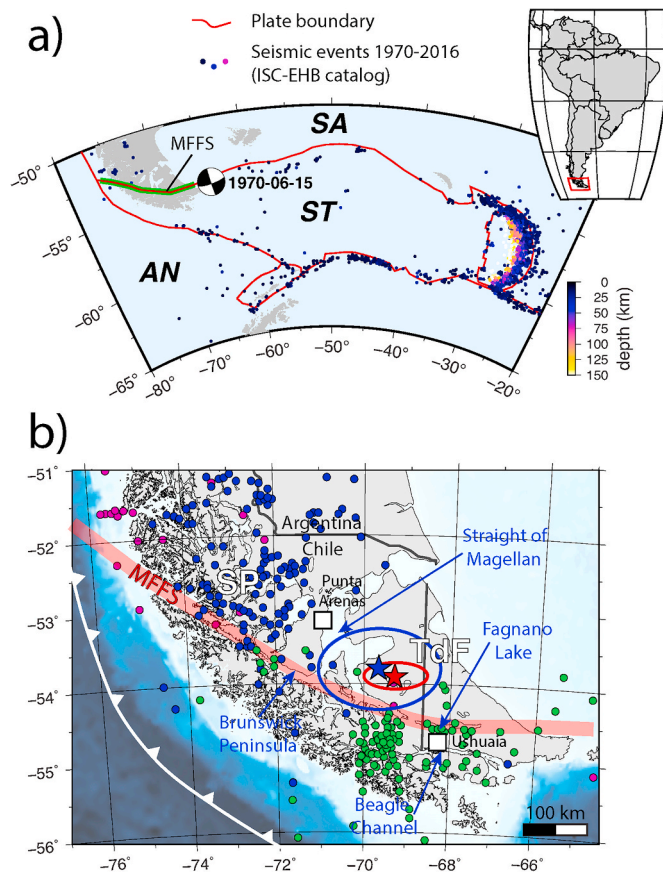 a)
Plate boundary
Seismic events 1970-2016
(ISC-EHB catalog)
MFFS
SA
1970-06-15
ST
AN
−50°
−55°
−60°
−65°
−80°
−70°
−60°
−50°
−40°
−30°
−20°
0
25
50
75
100
125
150
depth (km)
b)
−51°
−52°
−53°
−54°
−55°
−56°
Argentina
Chile
Straight of
Magellan
MFFS
SP
Punta
Arenas
TdF
Fagnano
Lake
Brunswick
Peninsula
Ushuaia
Beagle
Channel
100 km
−76°
−74°
−72°
−70°
−68°
−66°